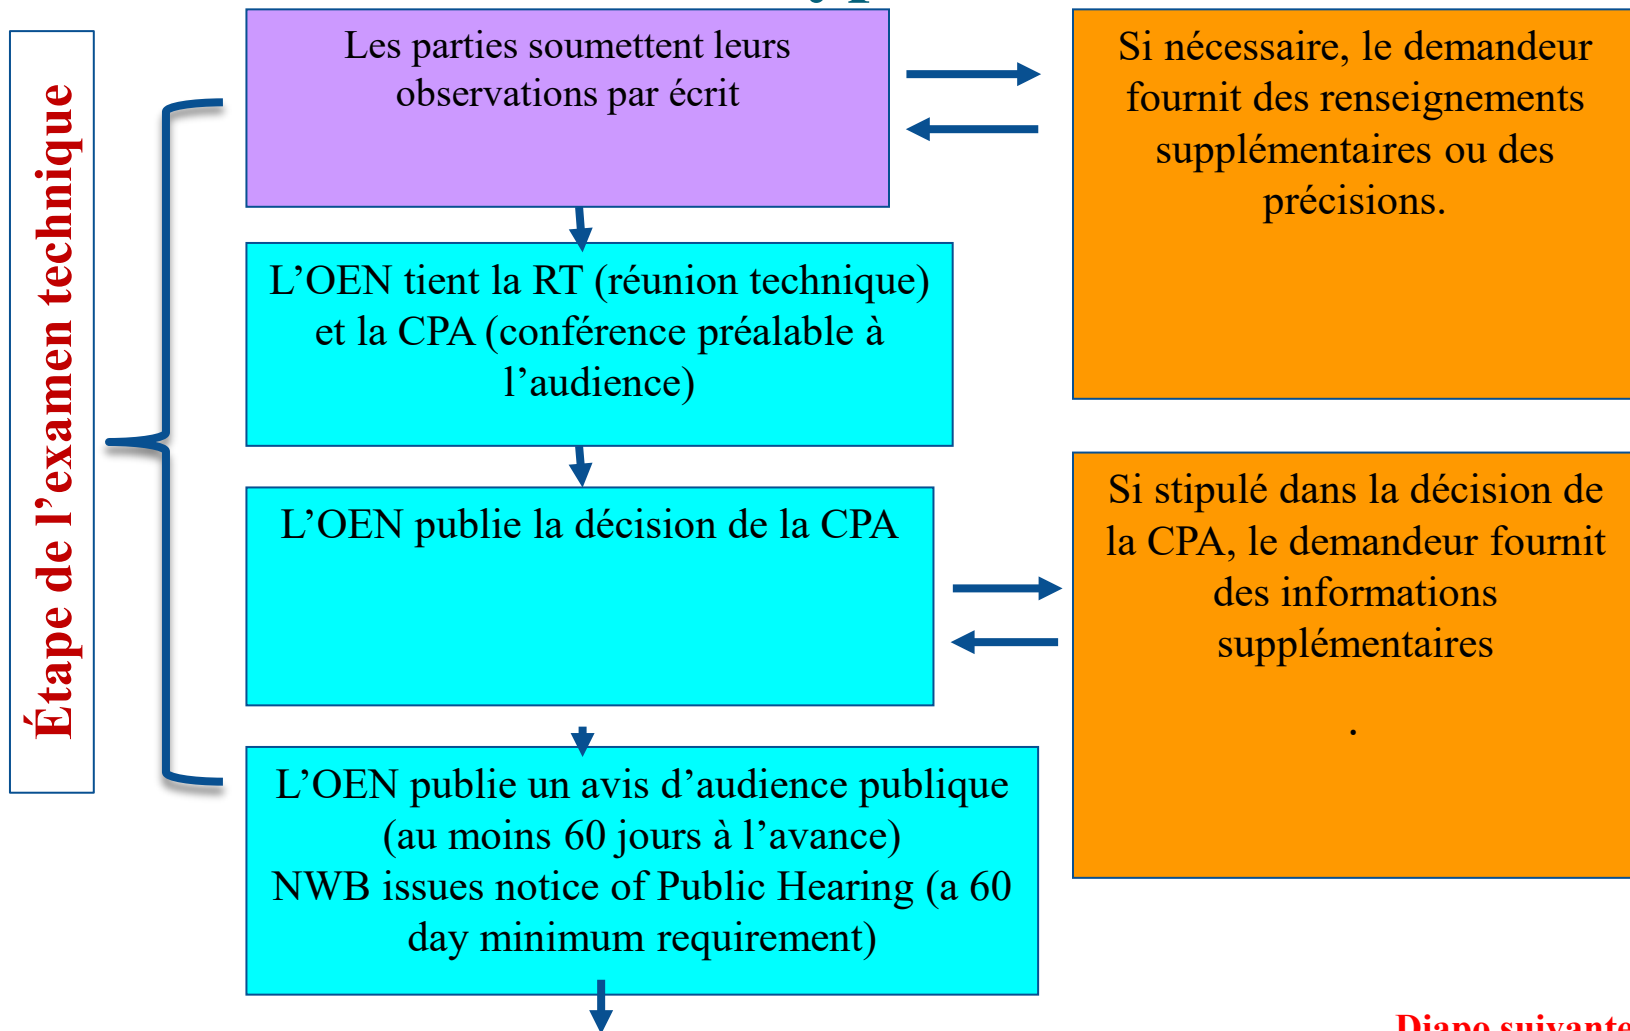 Étape de l'examen technique
Les parties soumettent leurs
observations par écrit
Si nécessaire, le demandeur
fournit des renseignements
supplémentaires ou des
précisions.
L'OEN tient la RT (réunion technique)
et la CPA (conférence préalable à
l'audience)
L'OEN publie la décision de la CPA
Si stipulé dans la décision de
la CPA, le demandeur fournit
des informations
supplémentaires
.
L'OEN publie un avis d'audience publique
(au moins 60 jours à l'avance)
NWB issues notice of Public Hearing (a 60
day minimum requirement)
Diapo suivante